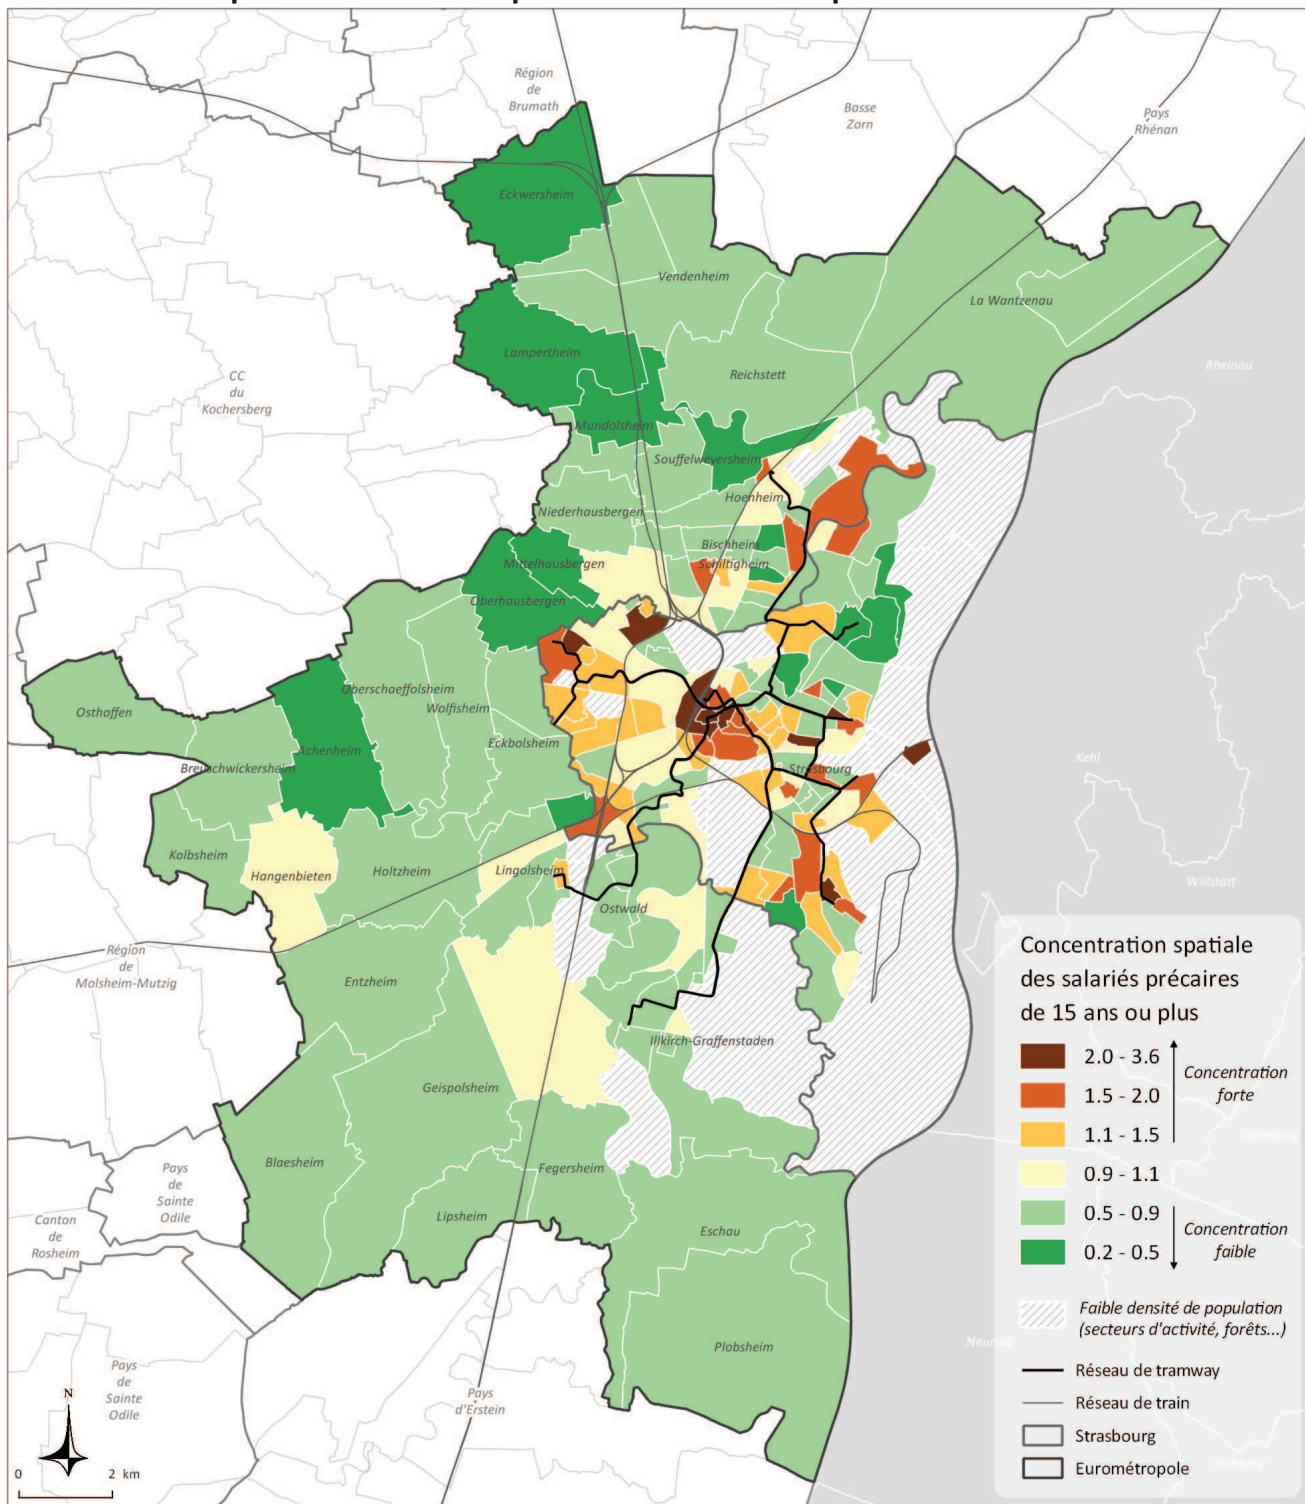 Région
de
Brumath
Basse
Zorn
Pays
Rhénan
Eckwersheim
Vendenheim
La Wantzenau
Lampertheim
Reichstett
Rheinau
CC
du
Kochersberg
Mundolsheim
Souffelweyersheim
Hoenheim
Niederhausbergen
Bischheim
Mittelhausbergen
Schiltigheim
Oberhausbergen
Oberschaeffolsheim
Wolfisheim
Osthoffen
Eckbolsheim
Achenheim
Breuschwickersheim
Strasbourg
Kehl
Kolbsheim
Hangenbieten
Holtzheim
Lingolsheim
Willstätt
Ostwald
Région
de
Molsheim-Mutzig
Entzheim
Illkirch-Graffenstaden
Geispolsheim
Blaesheim
Fegersheim
Pays
de
Sainte
Odile
Lipsheim
Eschau
Canton
de
Rosheim
Plobsheim
Pays
de
Sainte
Odile
Pays
d'Erstein
Offenburg
Neuried
Hohberg
N
0 2 km
Concentration spatiale
des salariés précaires
de 15 ans ou plus
2.0 - 3.6
1.5 - 2.0
1.1 - 1.5
Concentration
forte
0.9 - 1.1
0.5 - 0.9
0.2 - 0.5
Concentration
faible
Faible densité de population
(secteurs d'activité, forêts...)
Réseau de tramway
Réseau de train
Strasbourg
Eurométropole